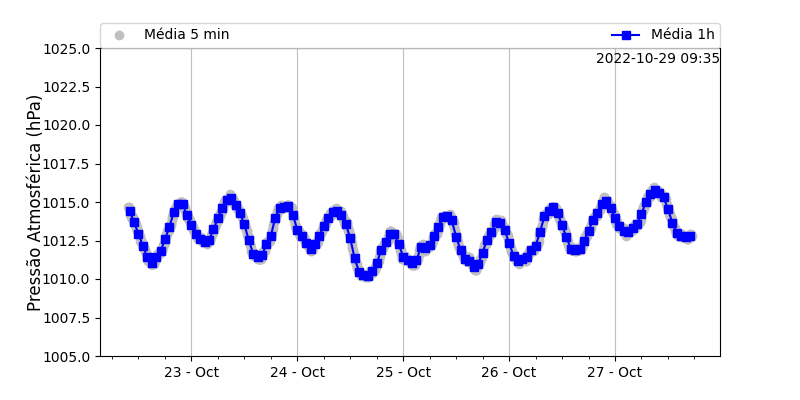 Média 5 min
Média 1h
2022-10-29 09:35
Pressão Atmosférica (hPa)
1025.0
1022.5
1020.0
1017.5
1015.0
1012.5
1010.0
1007.5
1005.0
23 - Oct
24 - Oct
25 - Oct
26 - Oct
27 - Oct